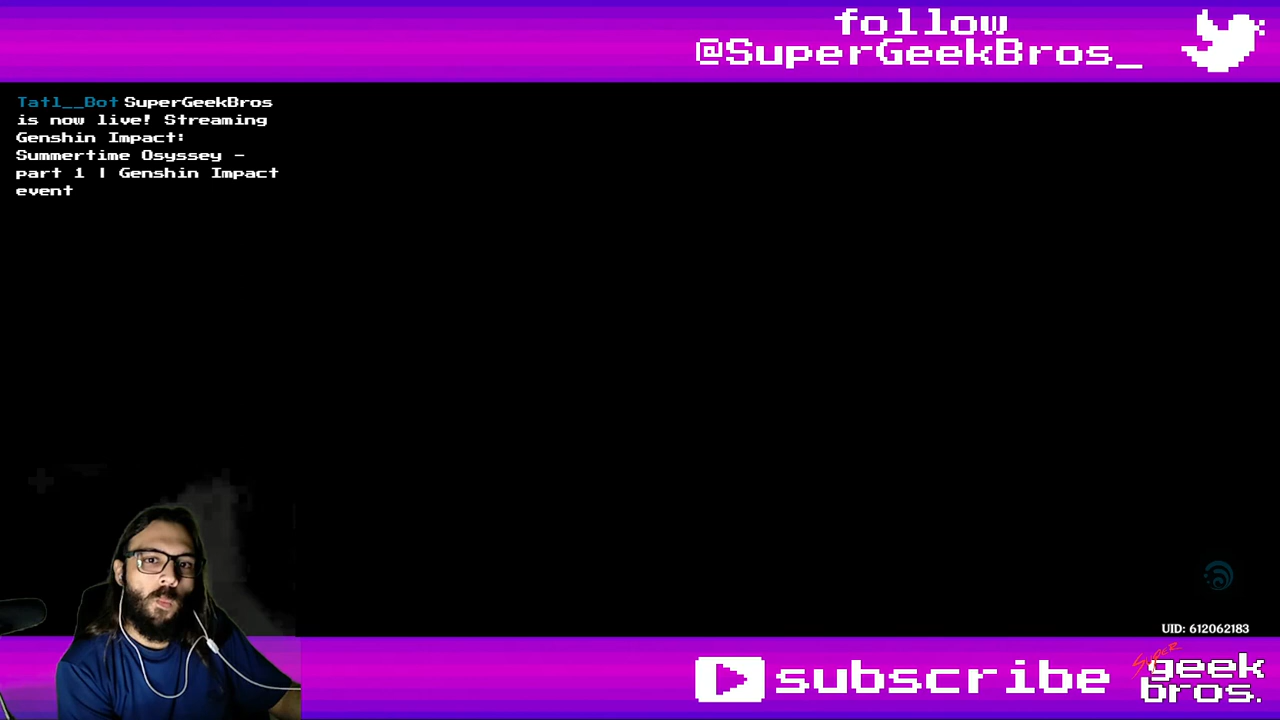 follow
@SuperGeekBros_
Tatl__Bot SuperGeekBros
is now live! Streaming
Genshin Impact:
Summertime Osyssey -
part 1 | Genshin Impact
event
UID: 612062183
subscribe
SUPER
geek
bros.